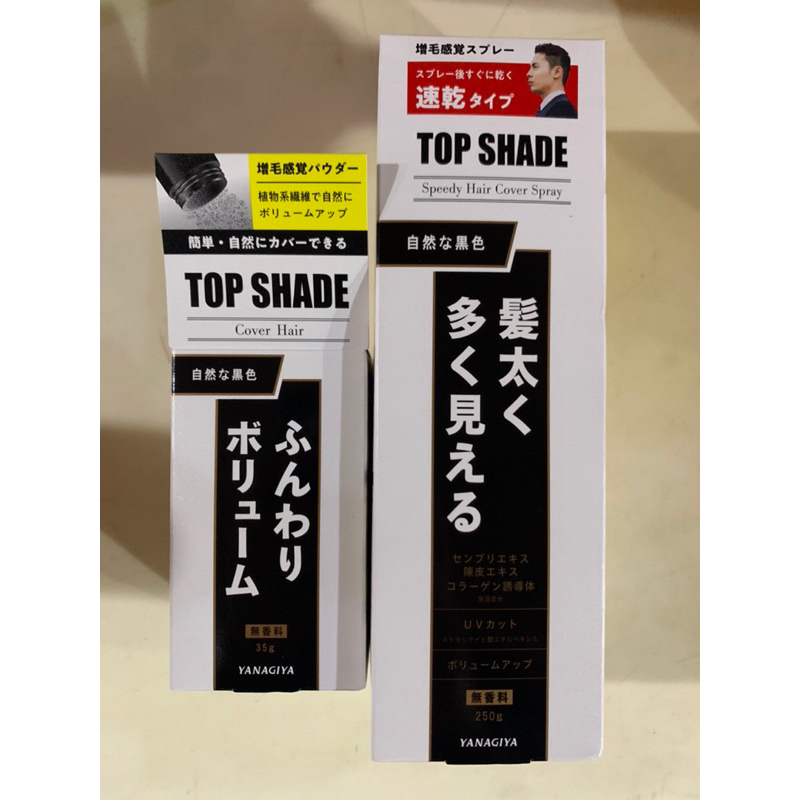 増毛感覚パウダー
植物系繊維で自然に
ボリュームアップ
簡単・自然にカバーできる
TOP SHADE
Cover Hair
自然な黒色
ふんわり
ボリューム
無香料
35g
YANAGIYA
増毛感覚スプレー
スプレー後すぐに乾く
速乾タイプ
TOP SHADE
Speedy Hair Cover Spray
自然な黒色
髪太く
多く見える
センブリエキス
陳皮エキス
コラーゲン誘導体
保湿成分
UVカット
ボリュームアップ
無香料
250g
YANAGIYA